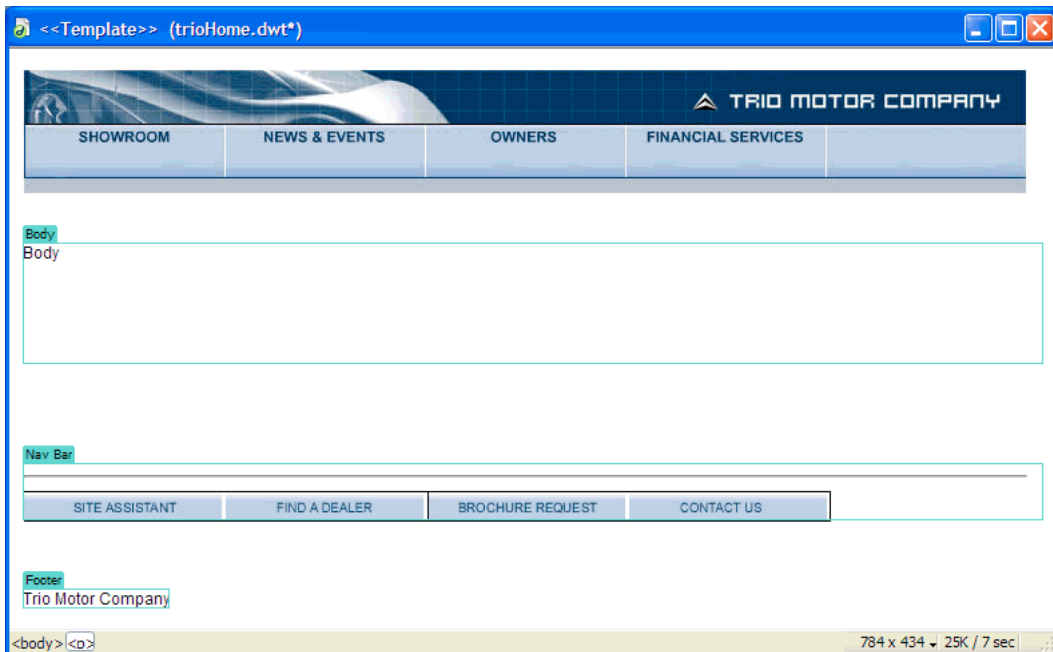 <<Template>> (trioHome.dwt*)
TRIO MOTOR COMPANY
SHOWROOM NEWS & EVENTS OWNERS FINANCIAL SERVICES
Body
Body
Nav Bar
SITE ASSISTANT FIND A DEALER BROCHURE REQUEST CONTACT US
Footer
Trio Motor Company
<body> <p> 784 x 434 25K / 7 sec